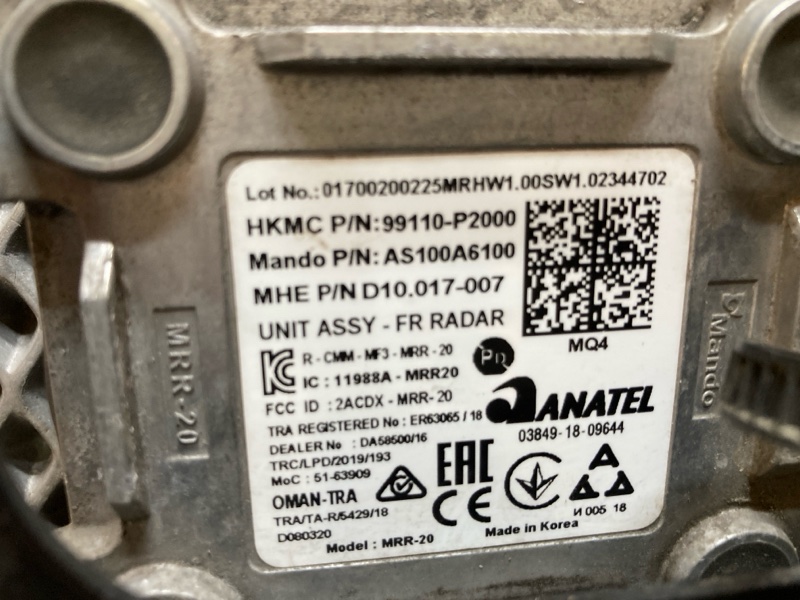 Lot No.:01700200225MRHW1.00SW1.02344702
HKMC P/N:99110-P2000
Mando P/N:AS100A6100
MHE P/N D10.017-007
UNIT ASSY - FR RADAR
MQ4
R - CMM - MF3 - MRR - 20
IC : 11988A - MRR20
FCC ID : 2ACDX - MRR- 20
TRA REGISTERED No : ER63065 / 18
DEALER No : DA58500/16
TRC/LPD/2019/193
MoC : 51-63909
OMAN-TRA
TRA/TA-R/5429/18
D080320
Model : MRR-20
ANATEL
03849-18-09644
EAC
CE
И 005 18
Made in Korea
MRR-20
Mando